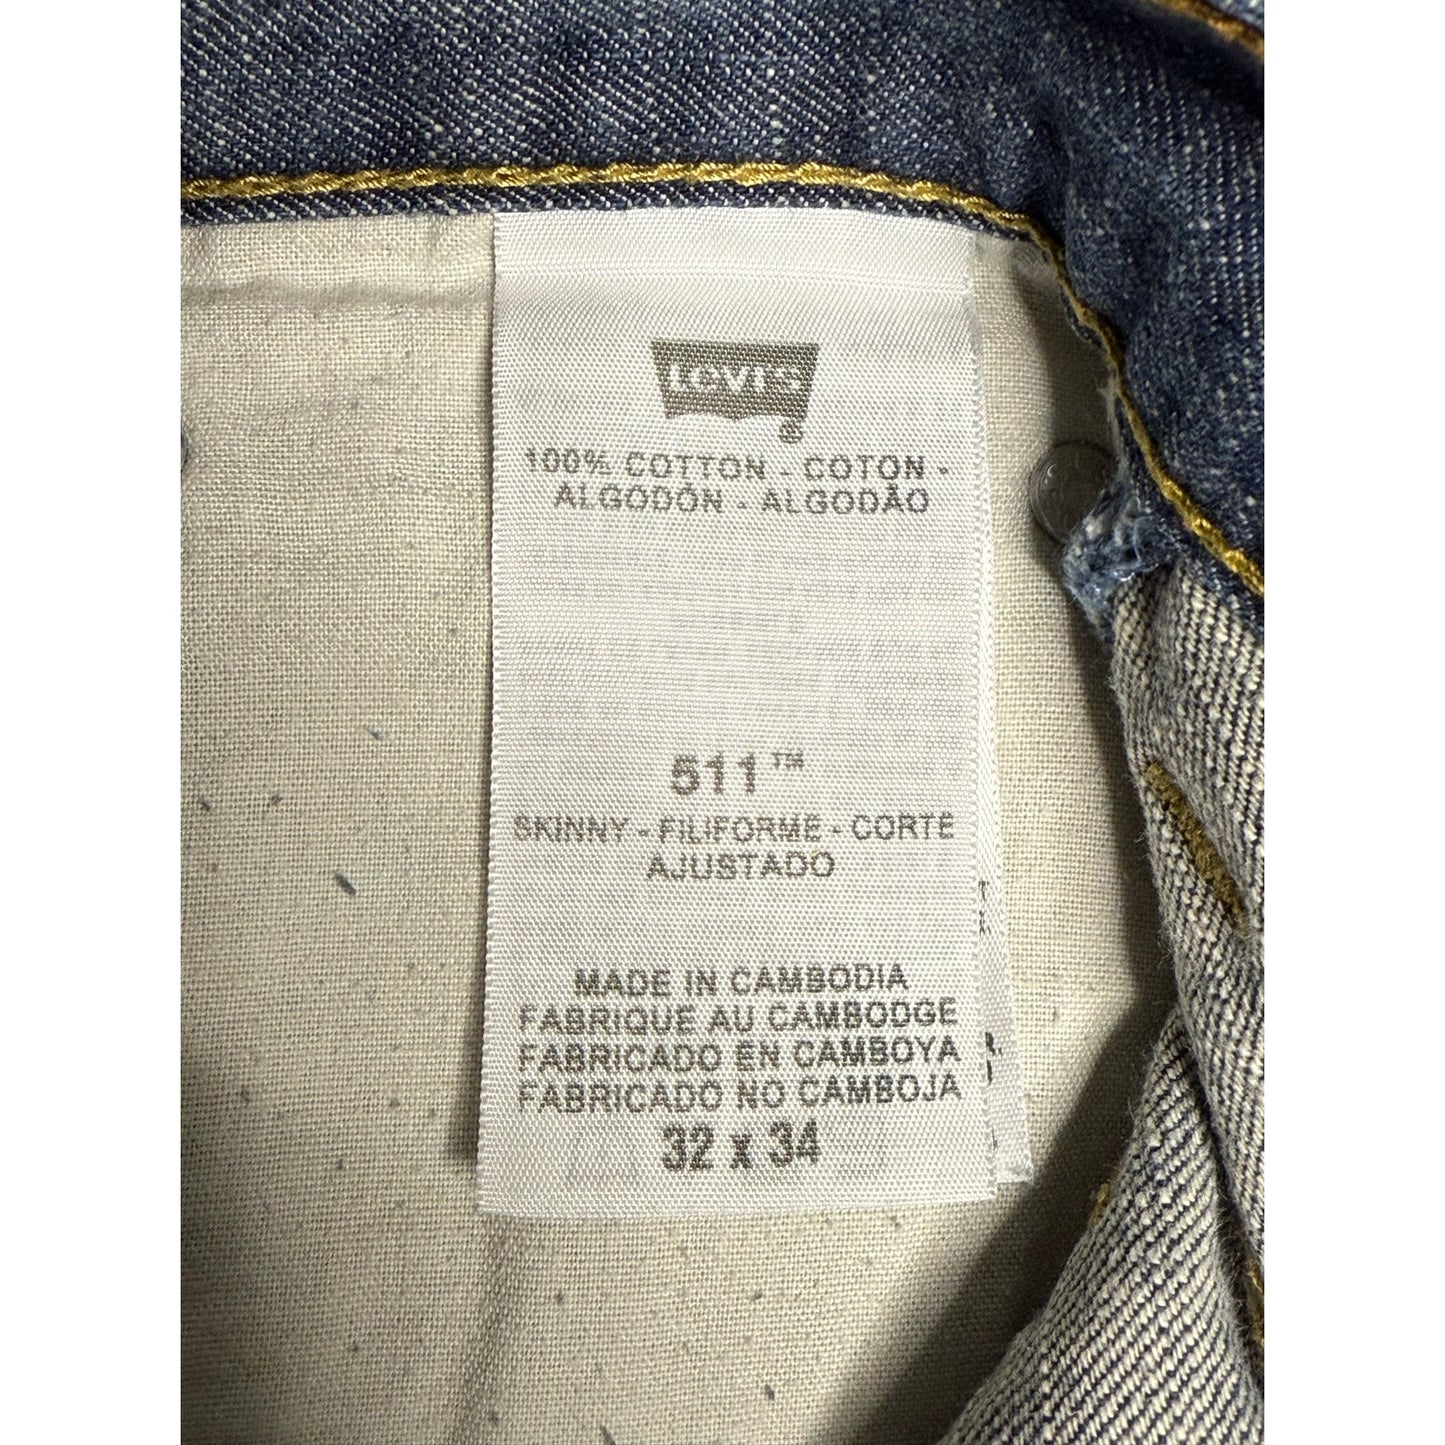 Levi's
®
100% COTTON - COTON -
ALGODÓN - ALGODÃO
511™
SKINNY - FILIFORME - CORTE
AJUSTADO
MADE IN CAMBODIA
FABRIQUE AU CAMBODGE
FABRICADO EN CAMBOYA
FABRICADO NO CAMBOJA
32 x 34